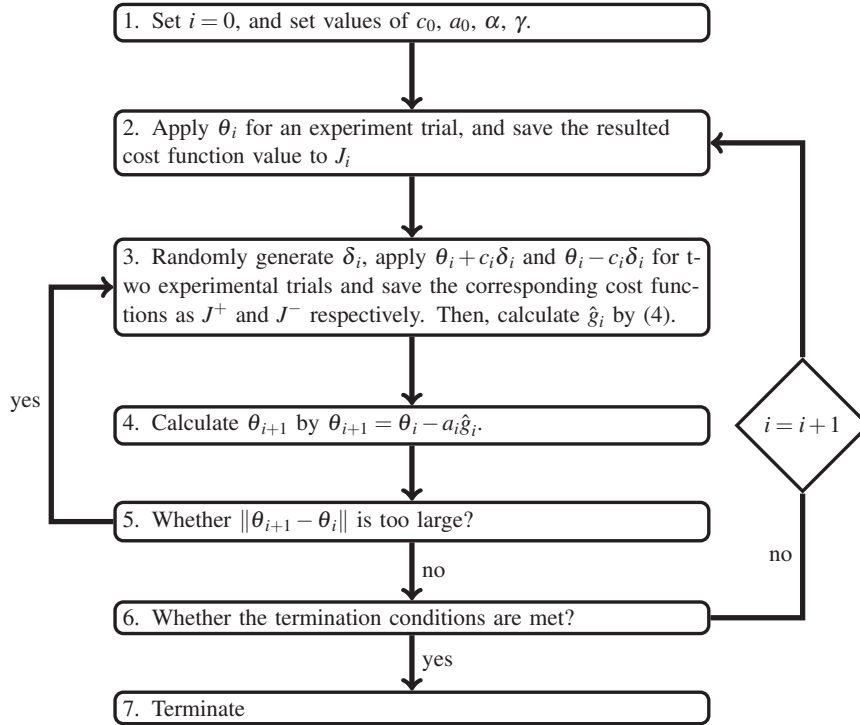 1. Set i = 0, and set values of c₀, a₀, α, γ.
2. Apply θᵢ for an experiment trial, and save the resulted
cost function value to Jᵢ
3. Randomly generate δᵢ, apply θᵢ + cᵢδᵢ and θᵢ − cᵢδᵢ for t-
wo experimental trials and save the corresponding cost func-
tions as J⁺ and J⁻ respectively. Then, calculate ĝᵢ by (4).
yes
4. Calculate θᵢ₊₁ by θᵢ₊₁ = θᵢ − aᵢĝᵢ.
i = i + 1
5. Whether ‖θᵢ₊₁ − θᵢ‖ is too large?
no
no
6. Whether the termination conditions are met?
yes
7. Terminate